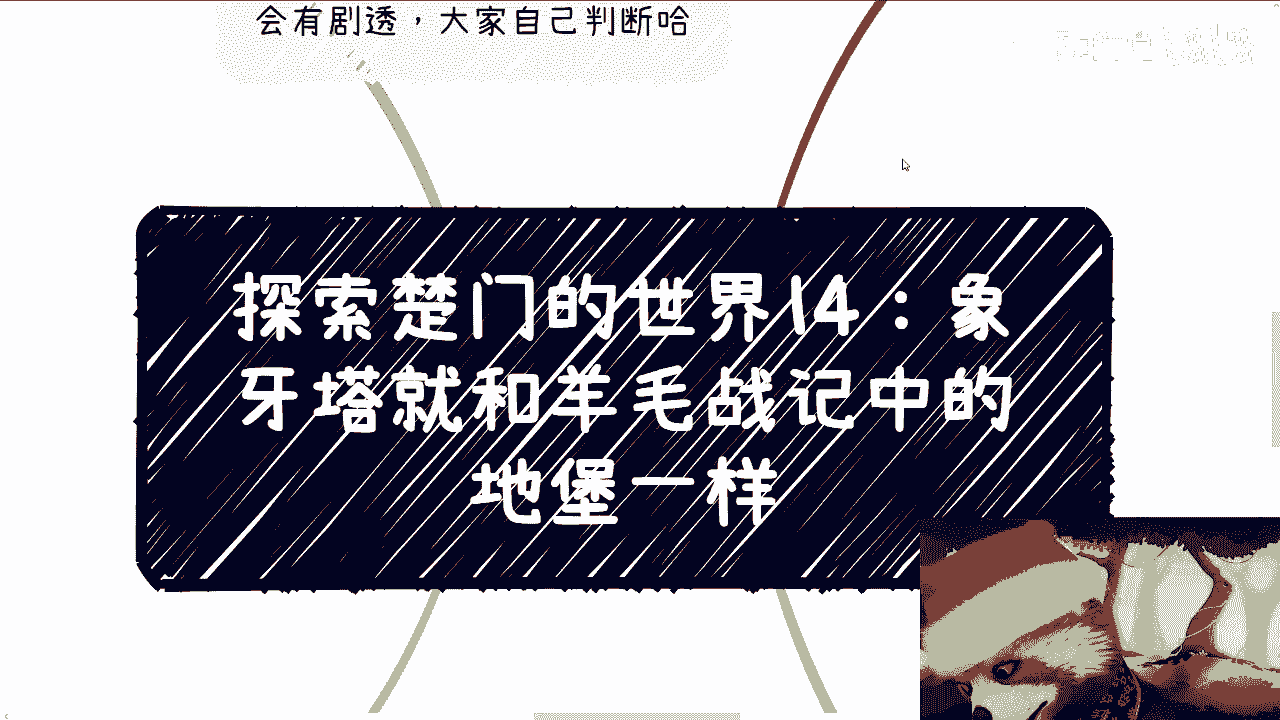 会有剧透，大家自己判断哈
探索楚门的世界14：象
牙塔就和羊毛战记中的
地堡一样